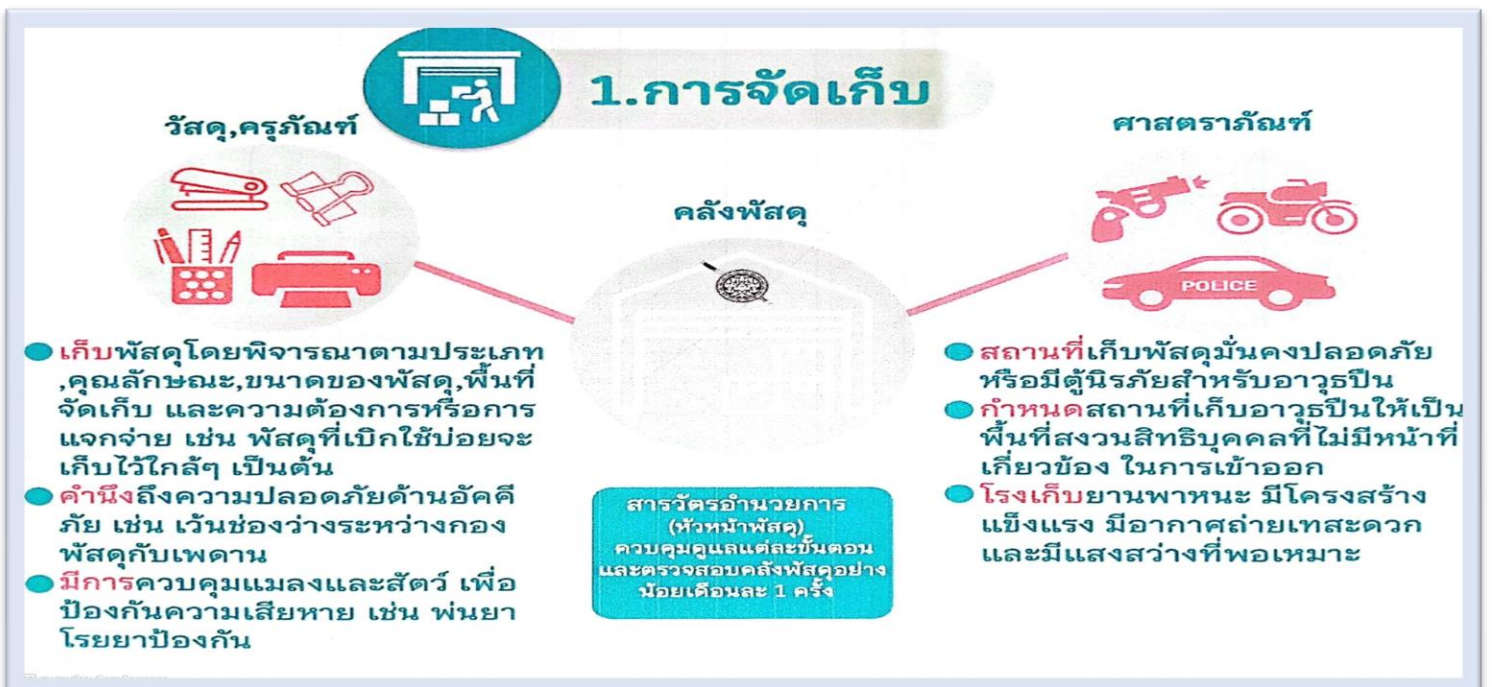 1.การจัดเก็บ
วัสดุ,ครุภัณฑ์
เก็บพัสดุโดยพิจารณาตามประเภท
,คุณลักษณะ,ขนาดของพัสดุ,พื้นที่
จัดเก็บ และความต้องการหรือการ
แจกจ่าย เช่น พัสดุที่เบิกใช้บ่อยจะ
เก็บไว้ใกล้ๆ เป็นต้น
คำนึงถึงความปลอดภัยด้านอัคคี
ภัย เช่น เว้นช่องว่างระหว่างกอง
พัสดุกับเพดาน
มีการควบคุมแมลงและสัตว์ เพื่อ
ป้องกันความเสียหาย เช่น พ่นยา
โรยยาป้องกัน
คลังพัสดุ
สารวัตรอำนวยการ
(หัวหน้าพัสดุ)
ควบคุมดูแลแต่ละขั้นตอน
และตรวจสอบคลังพัสดุอย่าง
น้อยเดือนละ 1 ครั้ง
ศาสตราภัณฑ์
POLICE
สถานที่เก็บพัสดุมั่นคงปลอดภัย
หรือมีตู้นิรภัยสำหรับอาวุธปืน
กำหนดสถานที่เก็บอาวุธปืนให้เป็น
พื้นที่สงวนสิทธิบุคคลที่ไม่มีหน้าที่
เกี่ยวข้อง ในการเข้าออก
โรงเก็บยานพาหนะ มีโครงสร้าง
แข็งแรง มีอากาศถ่ายเทสะดวก
และมีแสงสว่างที่พอเหมาะ